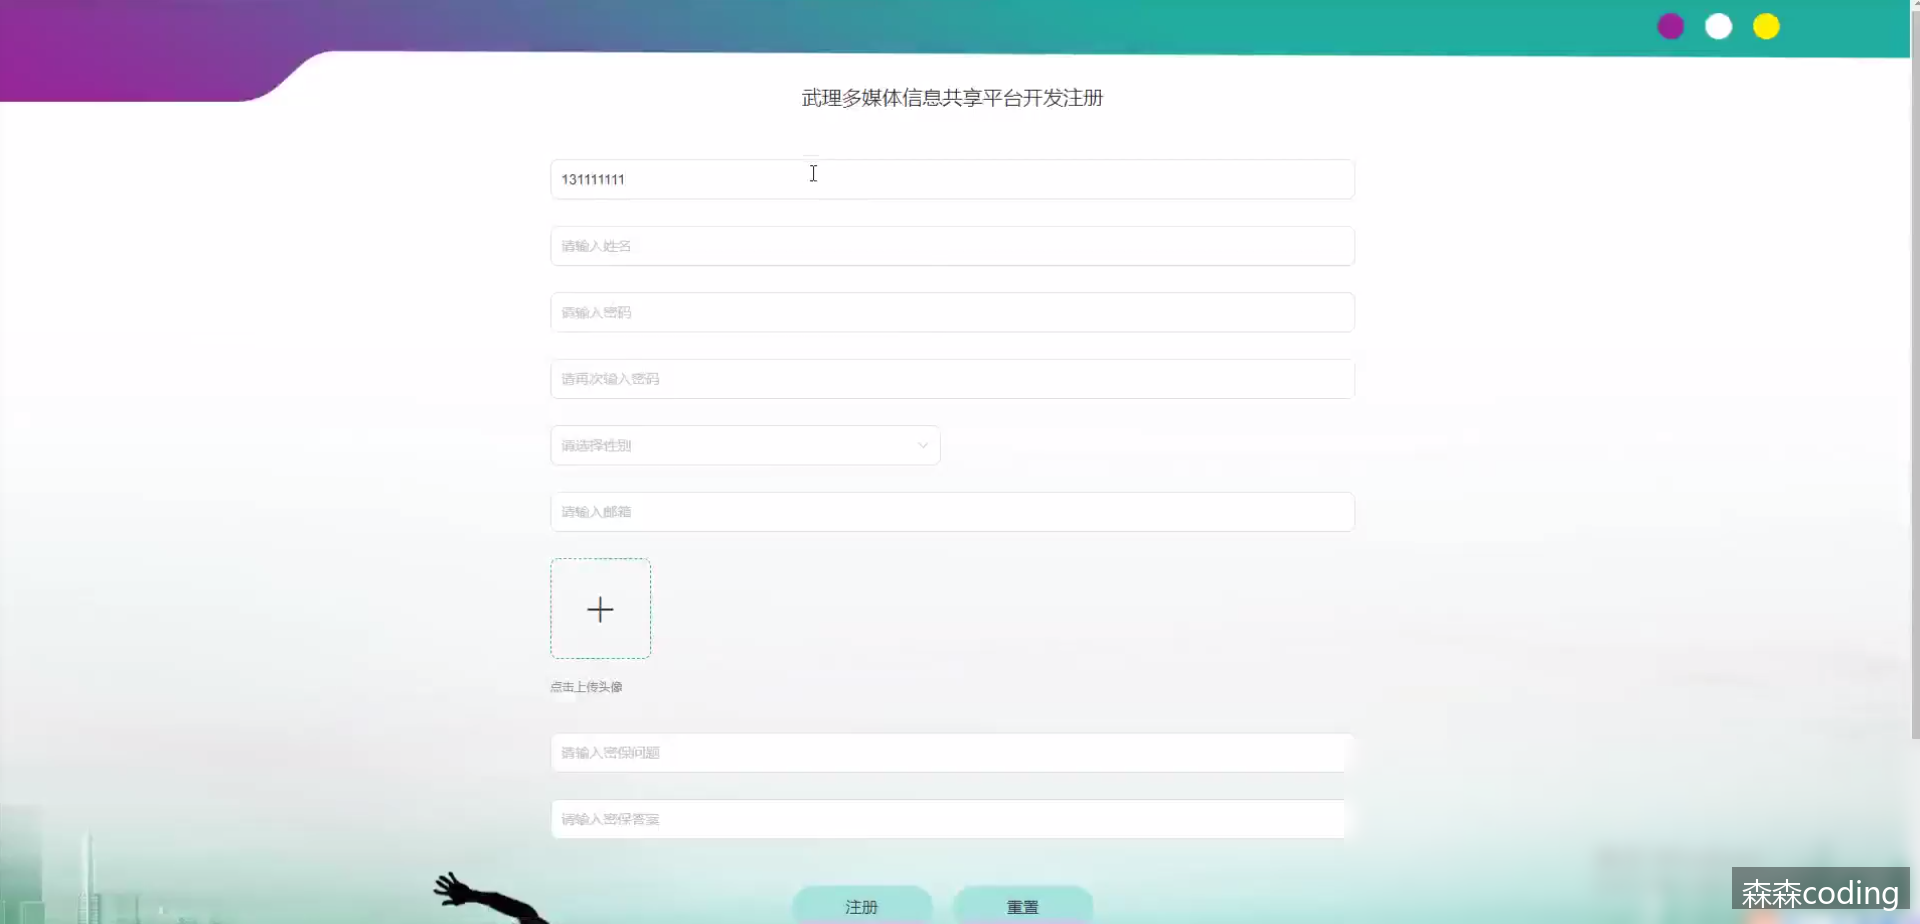 武理多媒体信息共享平台开发注册
131111111
请输入姓名
请输入密码
请再次输入密码
请选择性别
请输入邮箱
点击上传头像
请输入密保问题
请输入密保答案
注册
重置
森森coding